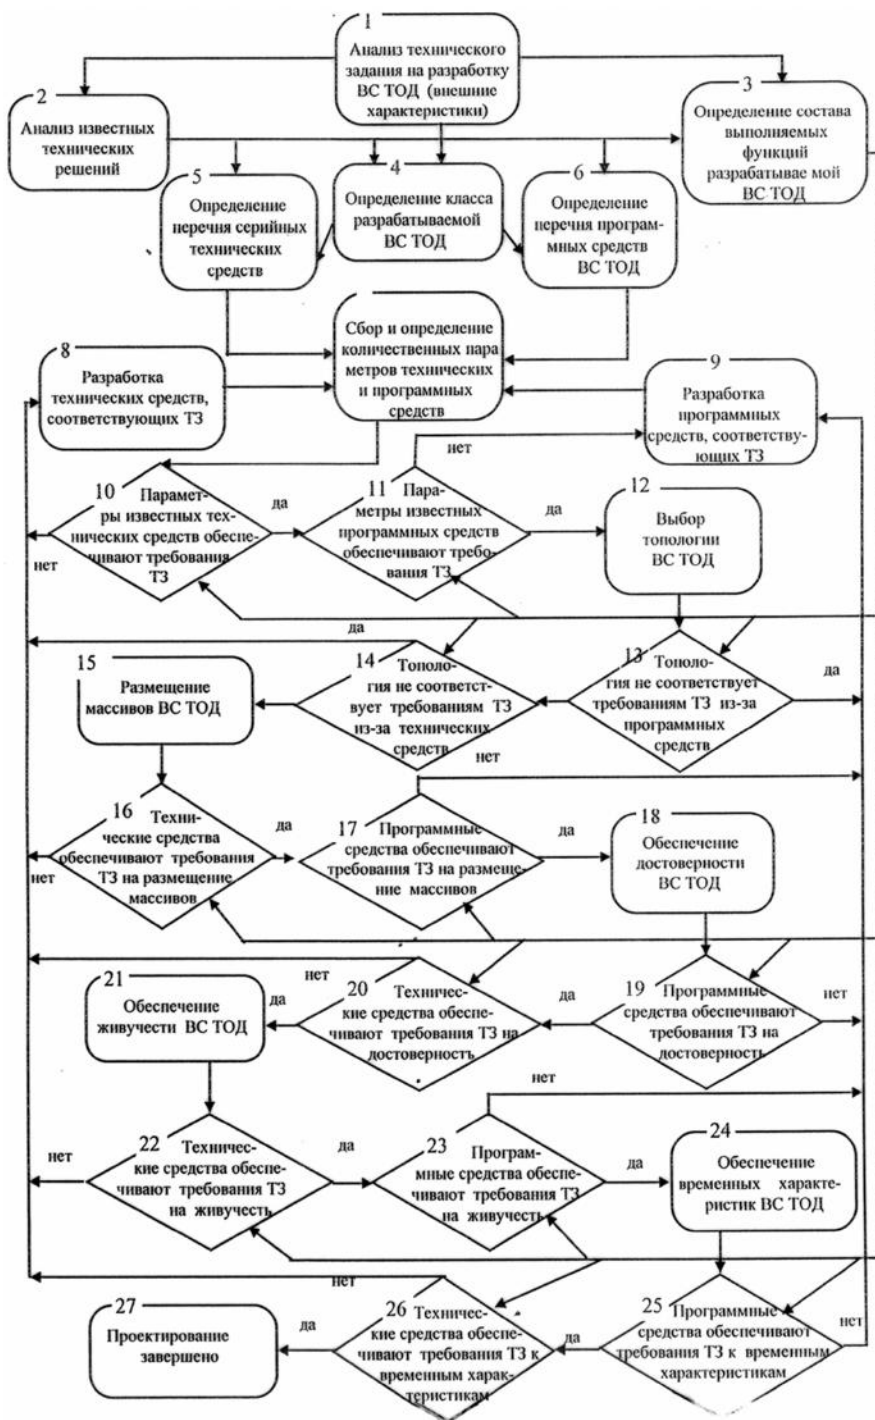 1
Анализ технического
задания на разработку
ВС ТОД (внешние
характеристики)
2
Анализ известных
технических
решений
3
Определение состава
выполняемых
функций
разрабатывае мой
ВС ТОД
5
Определение
перечня серийных
технических
средств
4
Определение класса
разрабатываемой
ВС ТОД
6
Определение
перечня програм-
мных средств
ВС ТОД
Сбор и определение
количественных пара
метров технических
и программных
средств
8
Разработка
технических средств,
соответствующих ТЗ
9
Разработка
программных
средств, соответству-
ющих ТЗ
нет
10
Парамет-
ры известных тех-
нических средств обеспе-
чивают требования
ТЗ
да
нет
11
Пара-
метры известных
программных средств
обеспечивают требо-
вания ТЗ
да
12
Выбор
топологии
ВС ТОД
да
15
Размещение
массивов ВС ТОД
14
Тополо-
гия не соответст-
вует требованиям ТЗ
из-за технических
средств
нет
13
Тополо-
гия не соответствует
требованиям ТЗ из-за
программных
средств
да
16
Техни-
ческие средства
обеспечивают требования
ТЗ на размещение
массивов
да
нет
17
Программные
средства обеспечивают
требования ТЗ на размеще-
ние массивов
да
18
Обеспечение
достоверности
ВС ТОД
21
Обеспечение
живучести ВС ТОД
нет
да
20
Техничес-
кие средства обеспе-
чивают требования ТЗ на
достоверность
да
19
Программные
средства обеспечивают
требования ТЗ на
достоверность
нет
нет
22
Техничес-
кие средства обеспе-
чивают требования ТЗ
на живучесть
нет
да
23
Програм-
мные средства обеспе-
чивают требования ТЗ
на живучесть
да
24
Обеспечение
временных характе-
ристик ВС ТОД
нет
27
Проектирование
завершено
да
26
Техничес-
кие средства обеспе-
чивают требования ТЗ к
временным харак-
теристикам
да
25
Программные
средства обеспечивают
требования ТЗ к временным
характеристикам
нет